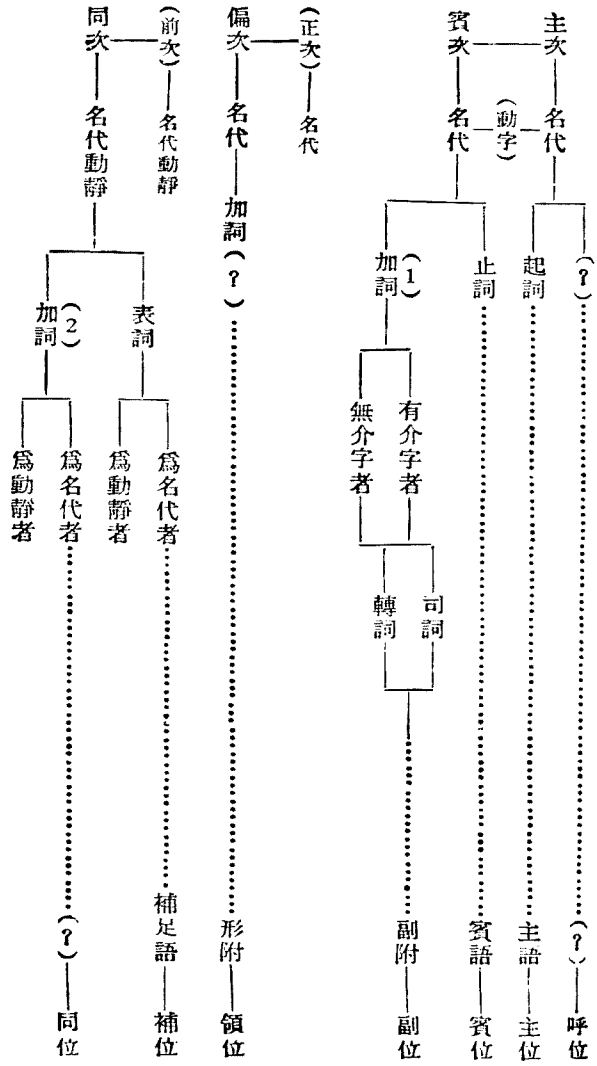 主次
名代
(?)
(?)
呼位
起詞
主語
主位
(動字)
賓次
名代
止詞
賓語
賓位
加詞(1)
有介字者
無介字者
司詞
轉詞
副附
副位
(正次)
名代
偏次
名代
加詞(?)
形附
領位
(前次)
名代動靜
同次
名代動靜
表詞
爲名代者
補足語
補位
爲動靜者
加詞(2)
爲名代者
(?)
同位
爲動靜者